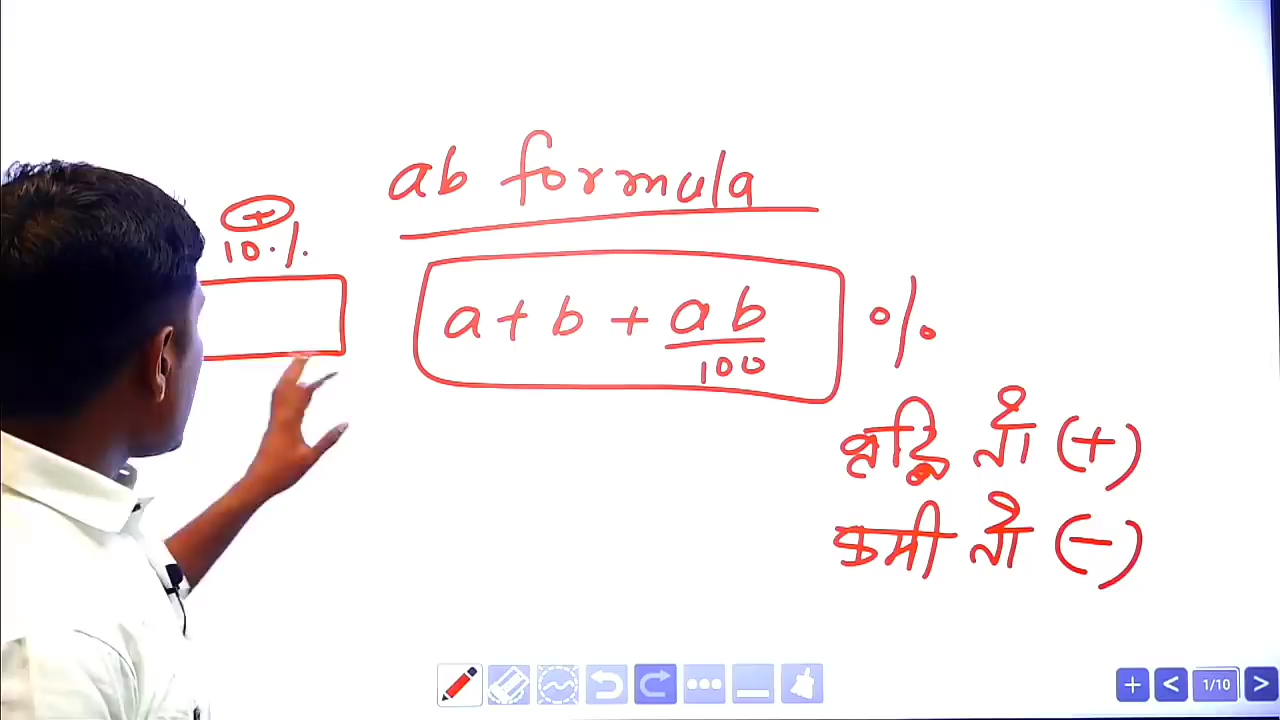 ab formula
+
10%
a + b + ab/100 %
वृद्धि तो (+)
कमी तो (-)
1/10